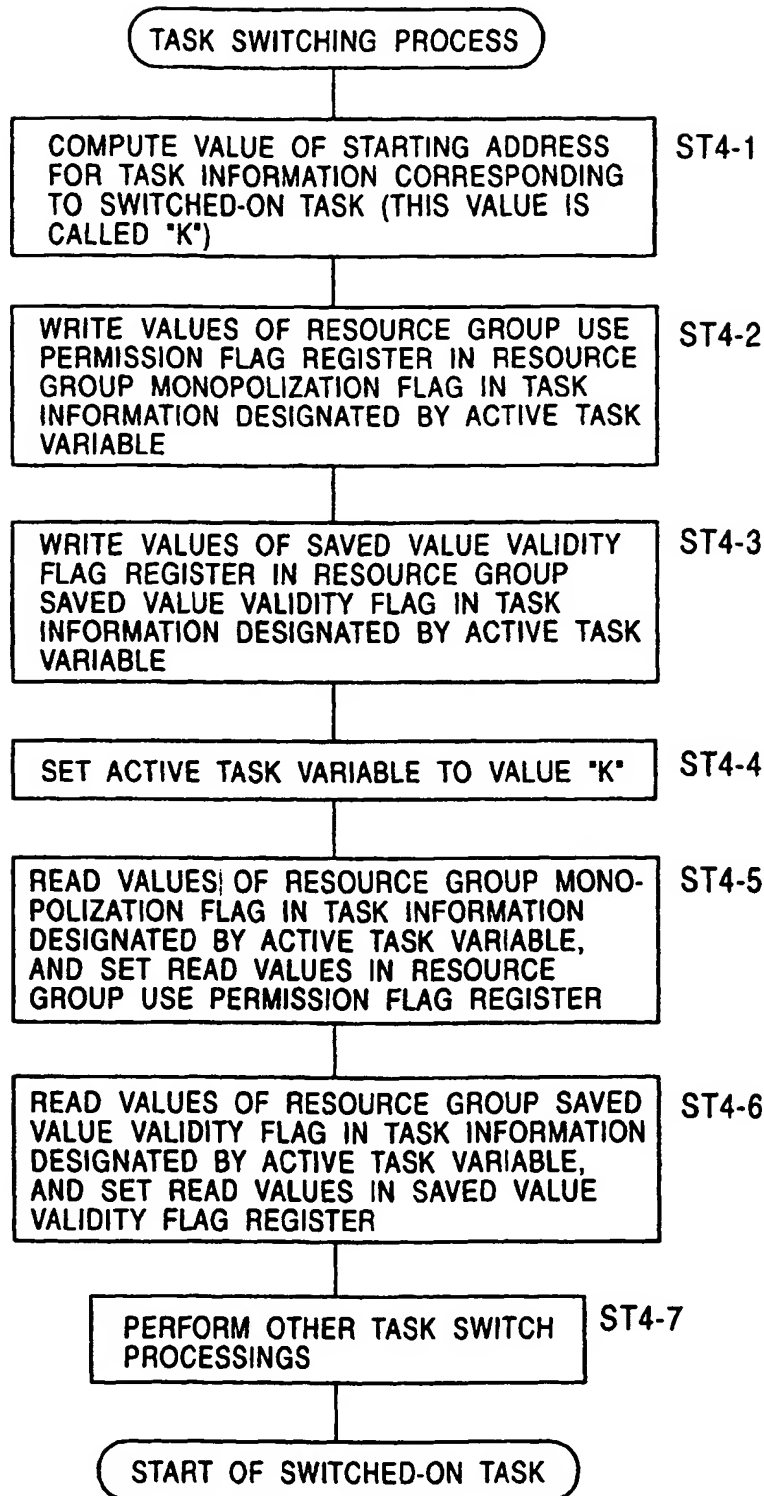 TASK SWITCHING PROCESS
COMPUTE VALUE OF STARTING ADDRESS
FOR TASK INFORMATION CORRESPONDING
TO SWITCHED-ON TASK (THIS VALUE IS
CALLED "K")
ST4-1
WRITE VALUES OF RESOURCE GROUP USE
PERMISSION FLAG REGISTER IN RESOURCE
GROUP MONOPOLIZATION FLAG IN TASK
INFORMATION DESIGNATED BY ACTIVE TASK
VARIABLE
ST4-2
WRITE VALUES OF SAVED VALUE VALIDITY
FLAG REGISTER IN RESOURCE GROUP
SAVED VALUE VALIDITY FLAG IN TASK
INFORMATION DESIGNATED BY ACTIVE TASK
VARIABLE
ST4-3
SET ACTIVE TASK VARIABLE TO VALUE "K"
ST4-4
READ VALUES OF RESOURCE GROUP MONO-
POLIZATION FLAG IN TASK INFORMATION
DESIGNATED BY ACTIVE TASK VARIABLE,
AND SET READ VALUES IN RESOURCE
GROUP USE PERMISSION FLAG REGISTER
ST4-5
READ VALUES OF RESOURCE GROUP SAVED
VALUE VALIDITY FLAG IN TASK INFORMATION
DESIGNATED BY ACTIVE TASK VARIABLE,
AND SET READ VALUES IN SAVED VALUE
VALIDITY FLAG REGISTER
ST4-6
PERFORM OTHER TASK SWITCH
PROCESSINGS
ST4-7
START OF SWITCHED-ON TASK